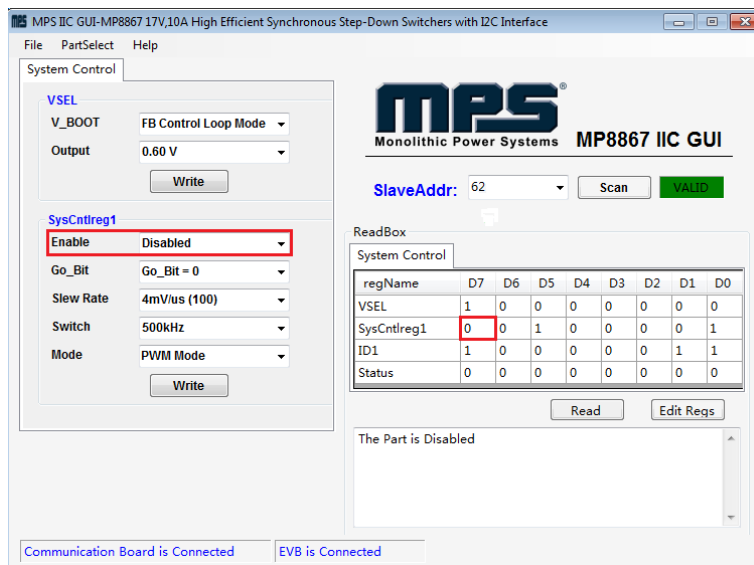 MPS IIC GUI-MP8867 17V,10A High Efficient Synchronous Step-Down Switchers with I2C Interface
File PartSelect Help
System Control
VSEL
V_BOOT FB Control Loop Mode
Output 0.60 V
Write
SysCntlreg1
Enable Disabled
Go_Bit Go_Bit = 0
Slew Rate 4mV/us (100)
Switch 500kHz
Mode PWM Mode
Write
mps®
Monolithic Power Systems MP8867 IIC GUI
SlaveAddr: 62 Scan VALID
ReadBox
System Control
regName D7 D6 D5 D4 D3 D2 D1 D0
VSEL 1 0 0 0 0 0 0 0
SysCntlreg1 0 0 1 0 0 0 0 1
ID1 1 0 0 0 0 0 1 1
Status 0 0 0 0 0 0 0 0
Read Edit Regs
The Part is Disabled
Communication Board is Connected EVB is Connected